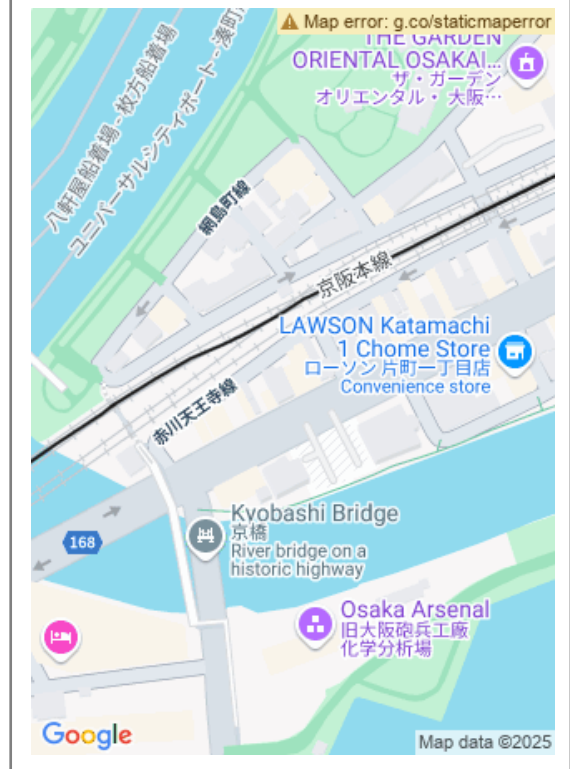 Map error: g.co/staticmaperror
THE GARDEN
ORIENTAL OSAKAI...
ザ・ガーデン
オリエンタル・大阪…
八軒屋船着場 - 枚方船着場
ユニバーサルシティポート - 湊町
網島町線
京阪本線
LAWSON Katamachi
1 Chome Store
ローソン 片町一丁目店
Convenience store
赤川天王寺線
Kyobashi Bridge
京橋
River bridge on a
historic highway
168
Osaka Arsenal
旧大阪砲兵工廠
化学分析場
Google
Map data ©2025